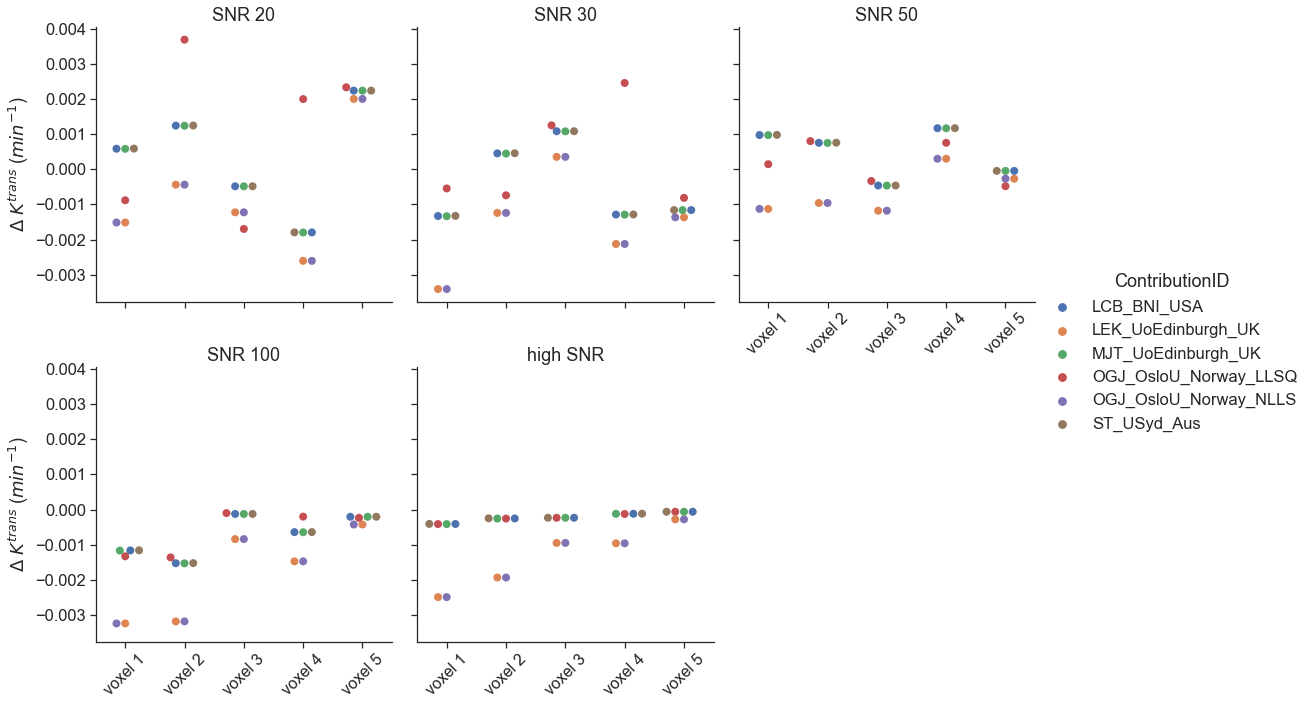 SNR 20
SNR 30
SNR 50
0.004
0.003
0.002
0.001
0.000
−0.001
−0.002
−0.003
Δ K^trans (min^−1)
voxel 1
voxel 2
voxel 3
voxel 4
voxel 5
ContributionID
LCB_BNI_USA
LEK_UoEdinburgh_UK
MJT_UoEdinburgh_UK
OGJ_OsloU_Norway_LLSQ
OGJ_OsloU_Norway_NLLS
ST_USyd_Aus
SNR 100
high SNR
0.004
0.003
0.002
0.001
0.000
−0.001
−0.002
−0.003
Δ K^trans (min^−1)
voxel 1
voxel 2
voxel 3
voxel 4
voxel 5
voxel 1
voxel 2
voxel 3
voxel 4
voxel 5